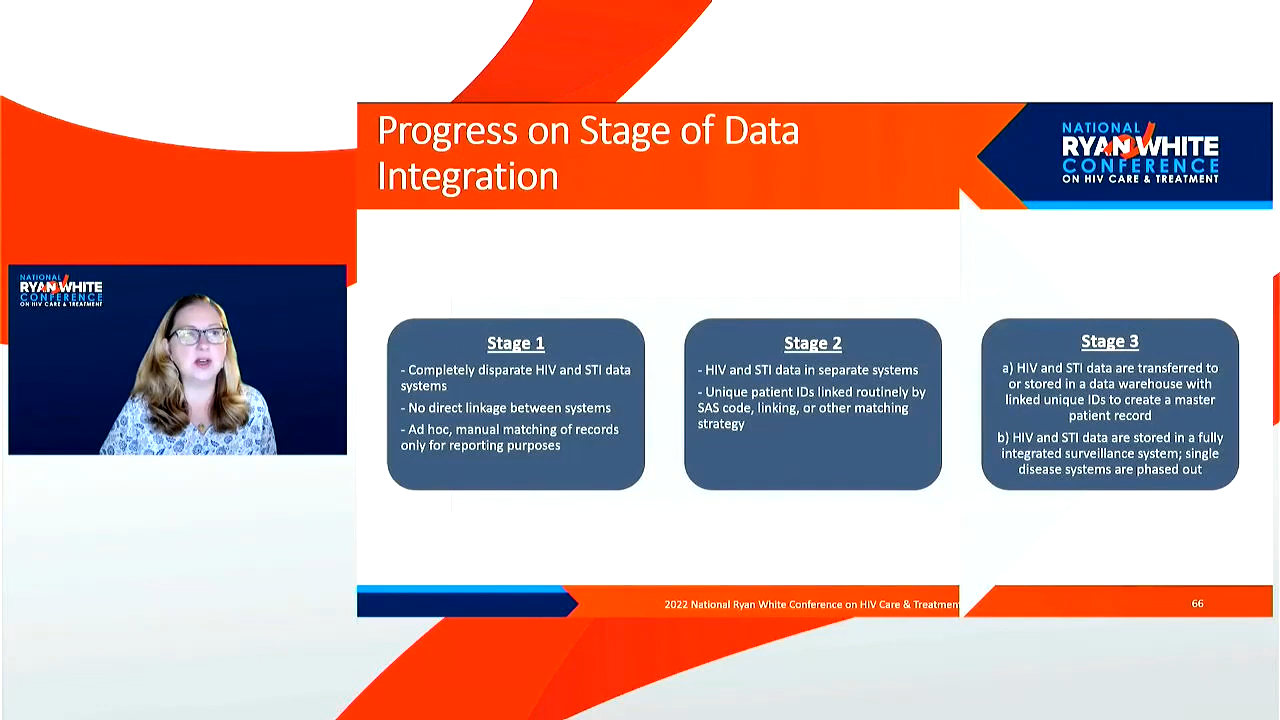 Progress on Stage of Data
Integration
NATIONAL
RYAN WHITE
CONFERENCE
ON HIV CARE & TREATMENT
NATIONAL
RYAN WHITE
CONFERENCE
ON HIV CARE & TREATMENT
Stage 1
- Completely disparate HIV and STI data
systems
- No direct linkage between systems
- Ad hoc, manual matching of records
only for reporting purposes
Stage 2
- HIV and STI data in separate systems
- Unique patient IDs linked routinely by
SAS code, linking, or other matching
strategy
Stage 3
a) HIV and STI data are transferred to
or stored in a data warehouse with
linked unique IDs to create a master
patient record
b) HIV and STI data are stored in a fully
integrated surveillance system; single
disease systems are phased out
2022 National Ryan White Conference on HIV Care & Treatmen
66